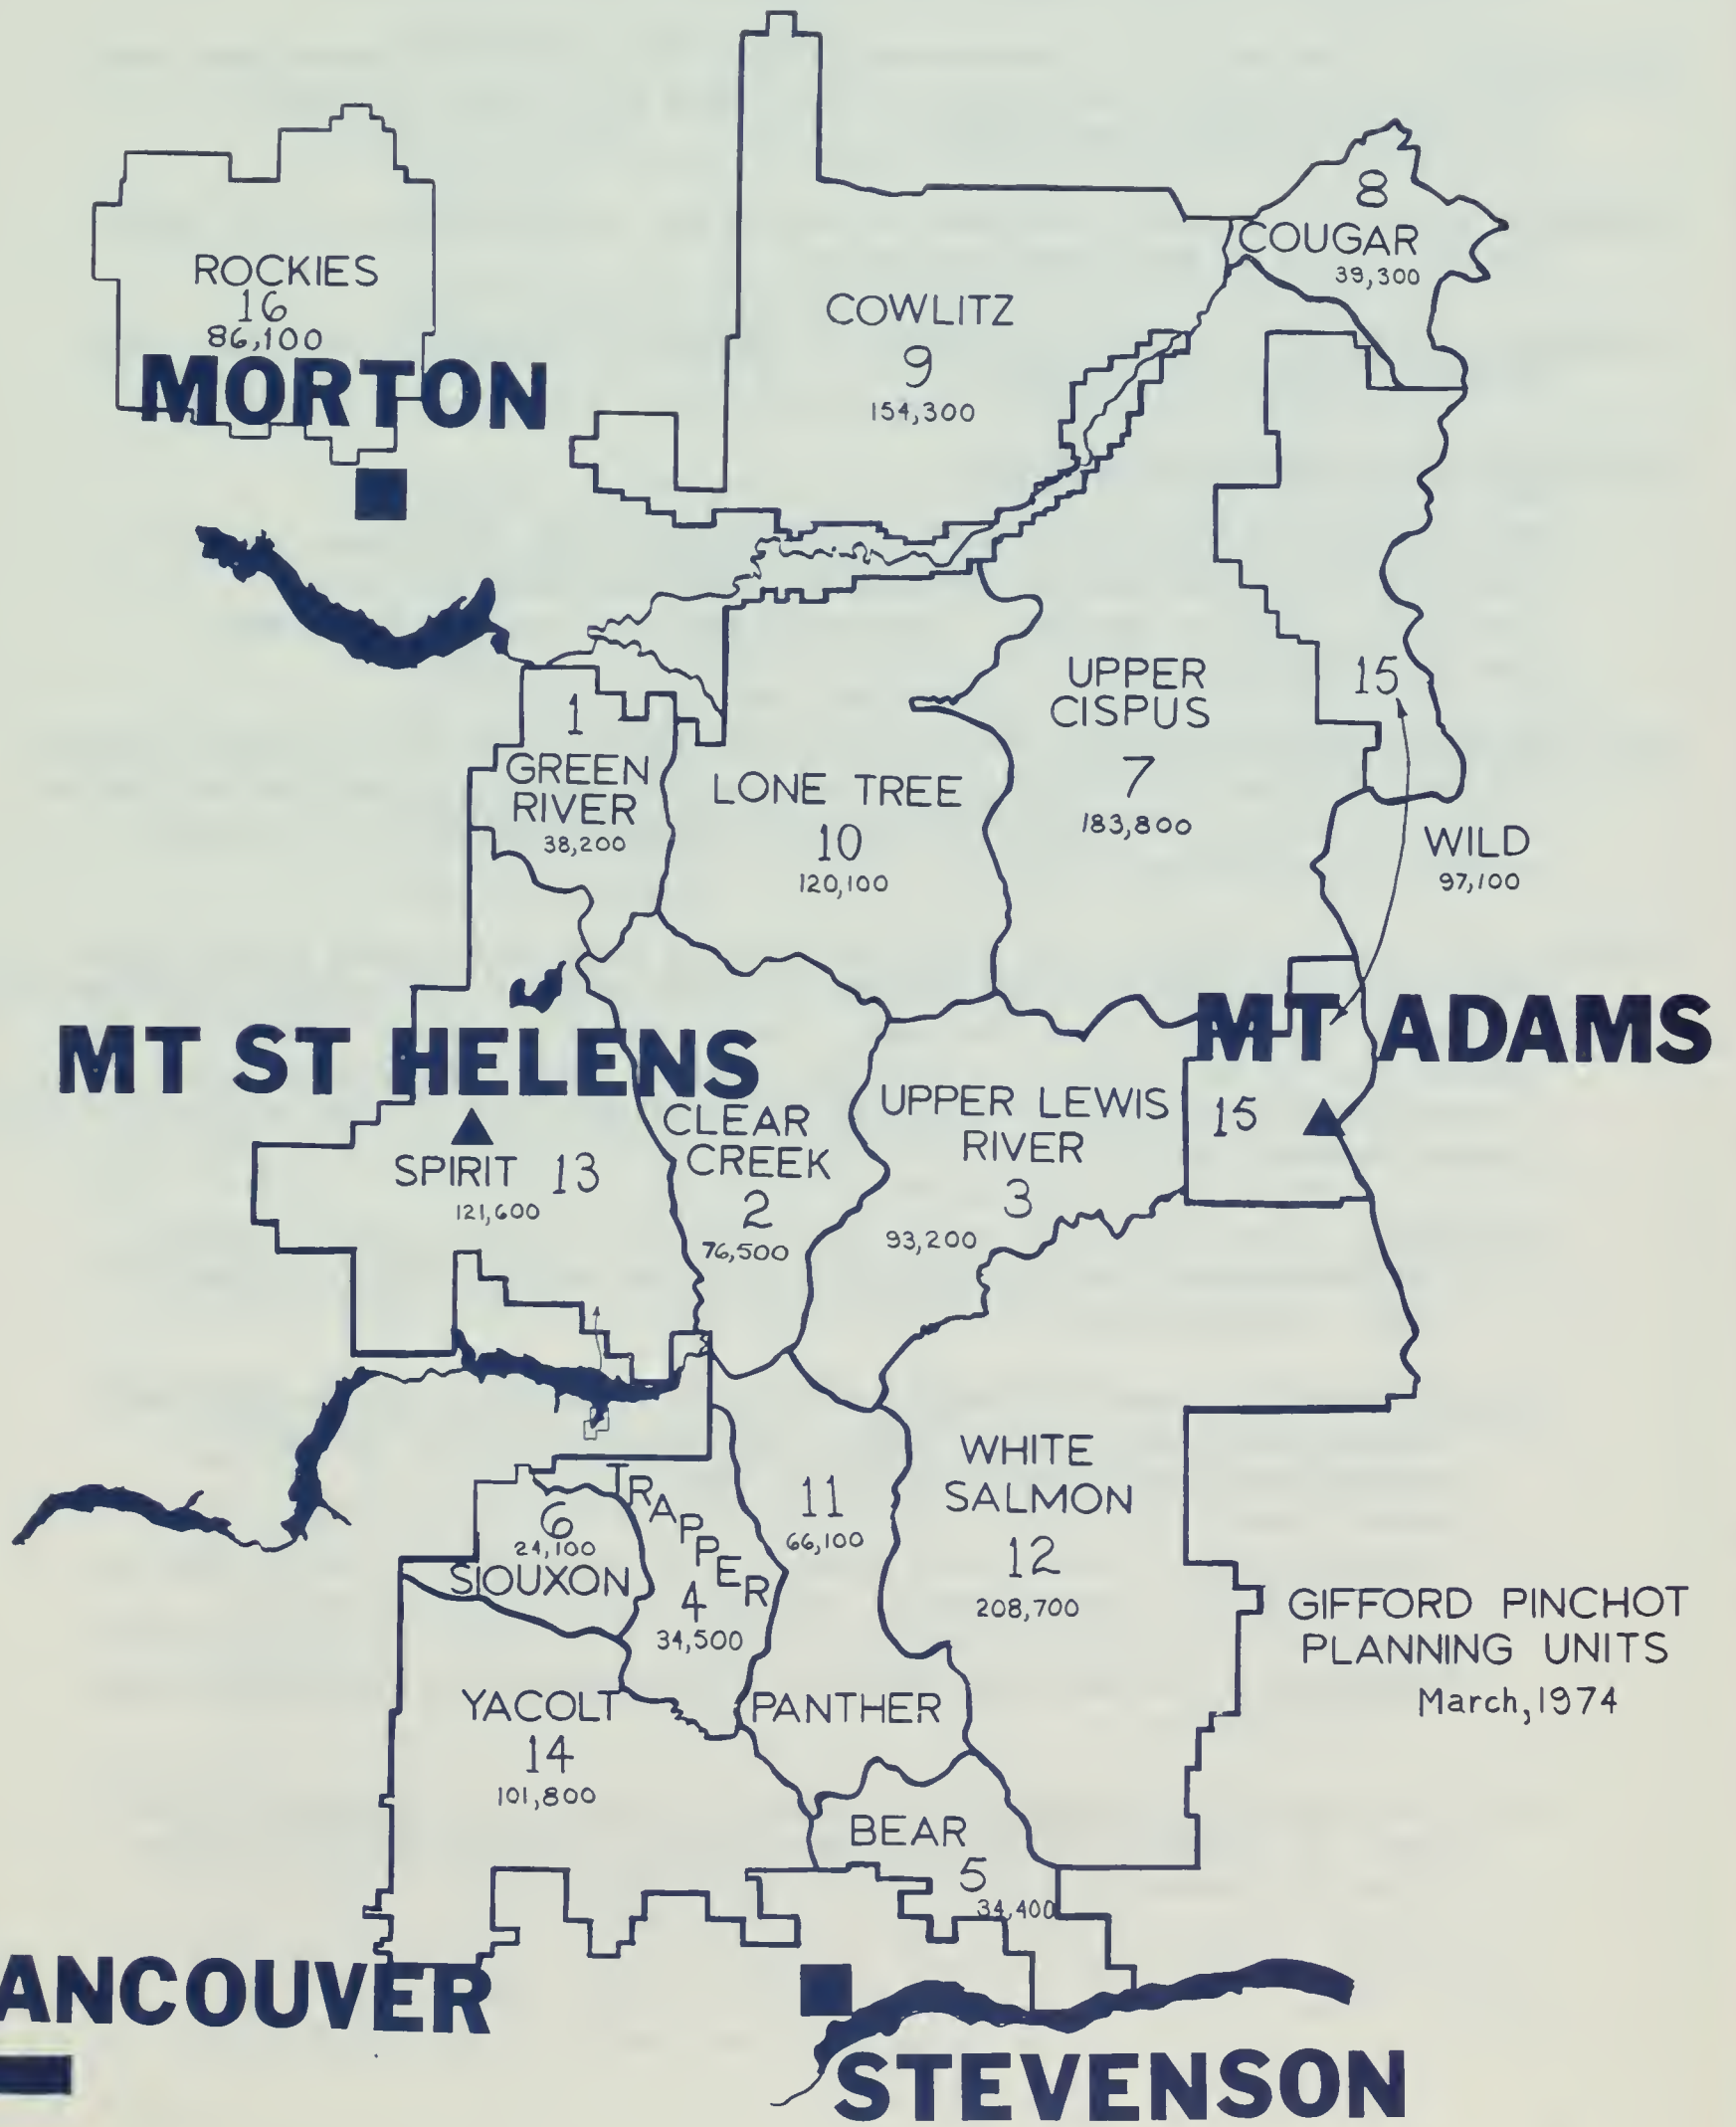 8
COUGAR
39,300
ROCKIES
16
86,100
MORTON
COWLITZ
9
154,300
1
GREEN
RIVER
38,200
LONE TREE
10
120,100
UPPER
CISPUS
7
183,800
15
WILD
97,100
MT ST HELENS
MT ADAMS
SPIRIT 13
121,600
CLEAR
CREEK
2
76,500
UPPER LEWIS
RIVER
3
93,200
15
6
24,100
SIOUXON
TRAPPER
4
34,500
11
66,100
PANTHER
WHITE
SALMON
12
208,700
GIFFORD PINCHOT
PLANNING UNITS
March, 1974
YACOLT
14
101,800
BEAR
5
34,400
ANCOUVER
STEVENSON